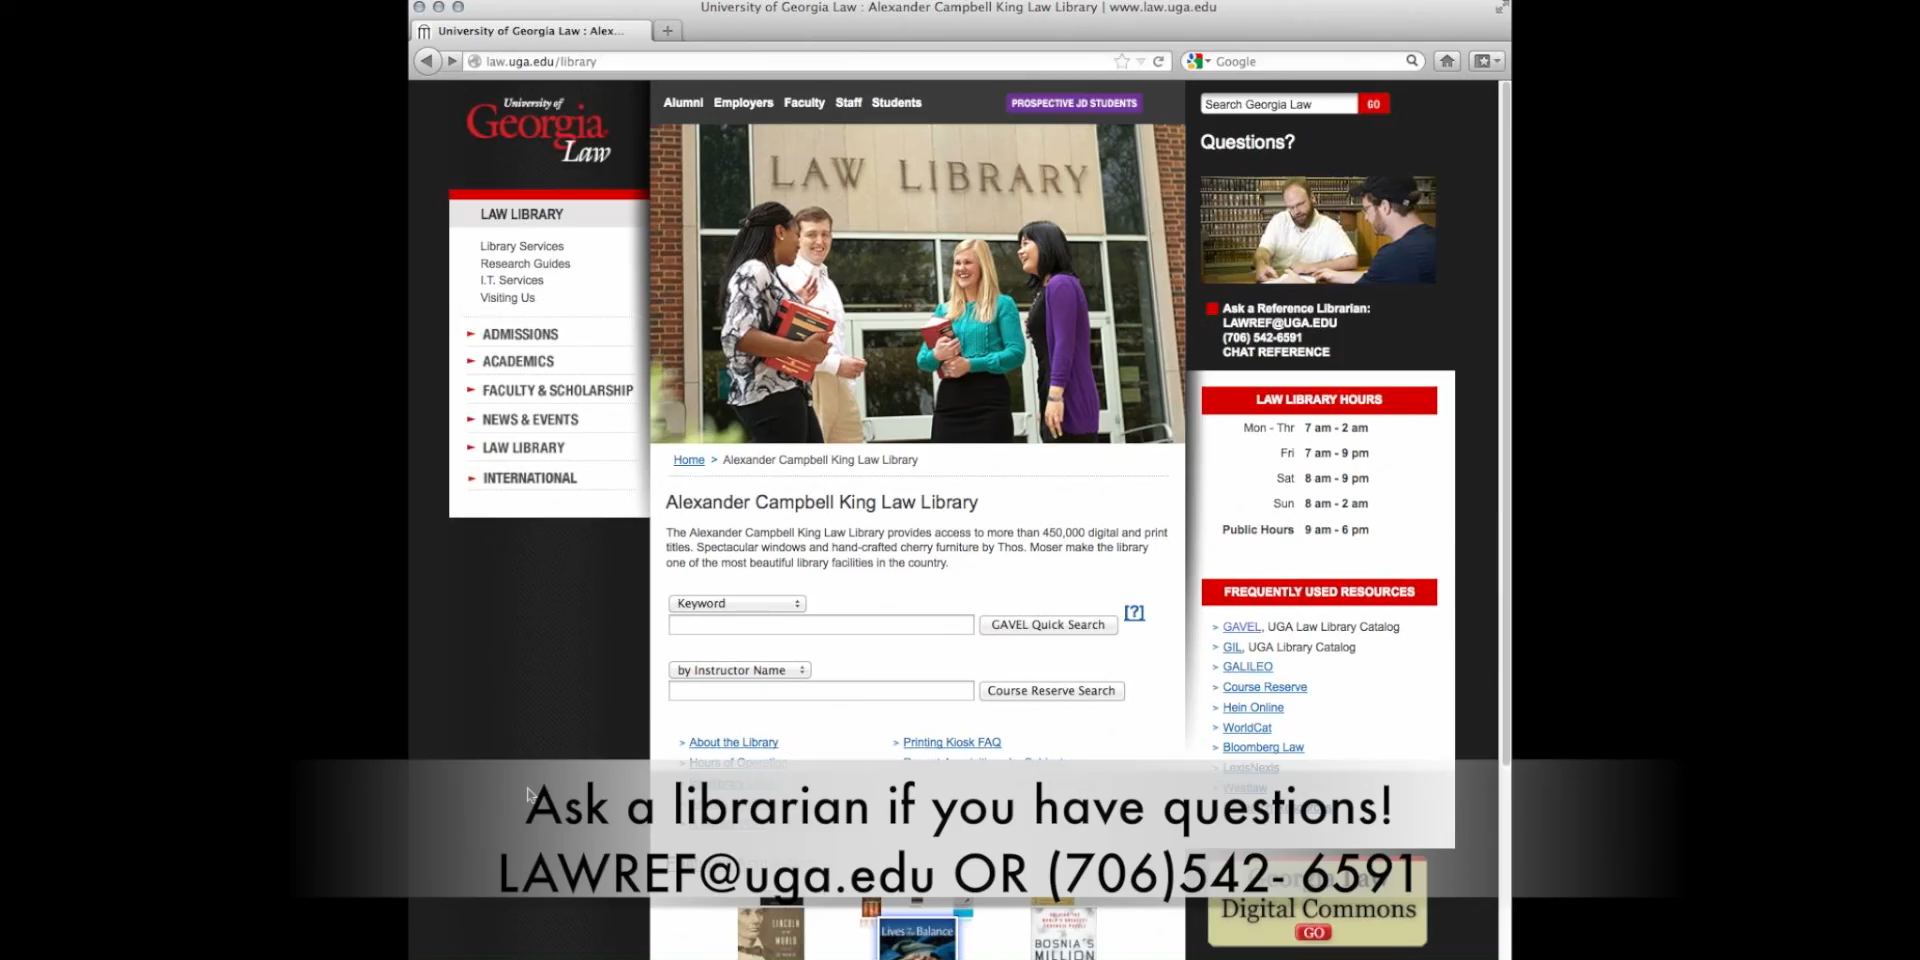 University of Georgia Law : Alexander Campbell King Law Library | www.law.uga.edu
University of Georgia Law : Alex...
law.uga.edu/library
Google
University of
Georgia
Law
Alumni Employers Faculty Staff Students
PROSPECTIVE JD STUDENTS
Search Georgia Law GO
Questions?
LAW LIBRARY
LAW LIBRARY
Library Services
Research Guides
I.T. Services
Visiting Us
ADMISSIONS
ACADEMICS
FACULTY & SCHOLARSHIP
NEWS & EVENTS
LAW LIBRARY
INTERNATIONAL
Ask a Reference Librarian:
LAWREF@UGA.EDU
(706) 542-6591
CHAT REFERENCE
LAW LIBRARY HOURS
Mon - Thr 7 am - 2 am
Fri 7 am - 9 pm
Sat 8 am - 9 pm
Sun 8 am - 2 am
Public Hours 9 am - 6 pm
Home > Alexander Campbell King Law Library
Alexander Campbell King Law Library
The Alexander Campbell King Law Library provides access to more than 450,000 digital and print
titles. Spectacular windows and hand-crafted cherry furniture by Thos. Moser make the library
one of the most beautiful library facilities in the country.
Keyword
GAVEL Quick Search [?]
by Instructor Name
Course Reserve Search
FREQUENTLY USED RESOURCES
> GAVEL, UGA Law Library Catalog
> GIL, UGA Library Catalog
> GALILEO
> Course Reserve
> Hein Online
> WorldCat
> Bloomberg Law
> LexisNexis
> Westlaw
> About the Library
> Hours of Operation
> Printing Kiosk FAQ
Ask a librarian if you have questions!
LAWREF@uga.edu OR (706)542- 6591
Georgia Law
Digital Commons
GO
LINCOLN
WORLD
Lives in the Balance
BOSNIA'S
MILLION